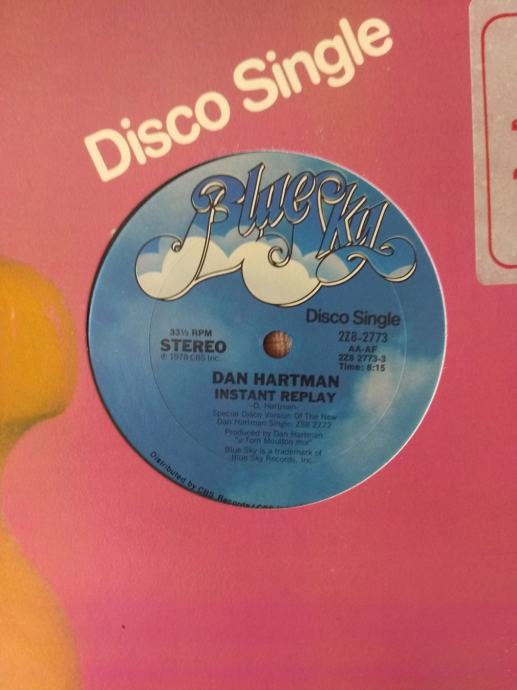 Disco Single
Blue Sky
Disco Single
33⅓ RPM
STEREO
℗ 1978 CBS Inc.
2Z8-2773
AA-AF
2Z8 2773-3
Time: 8:15
DAN HARTMAN
INSTANT REPLAY
-D. Hartman-
Special Disco Version Of The New
Dan Hartman Single: ZS8 2772
Produced by Dan Hartman
"a Tom Moulton mix"
Blue Sky is a trademark of
Blue Sky Records, Inc.
Distributed by CBS Records/CBS